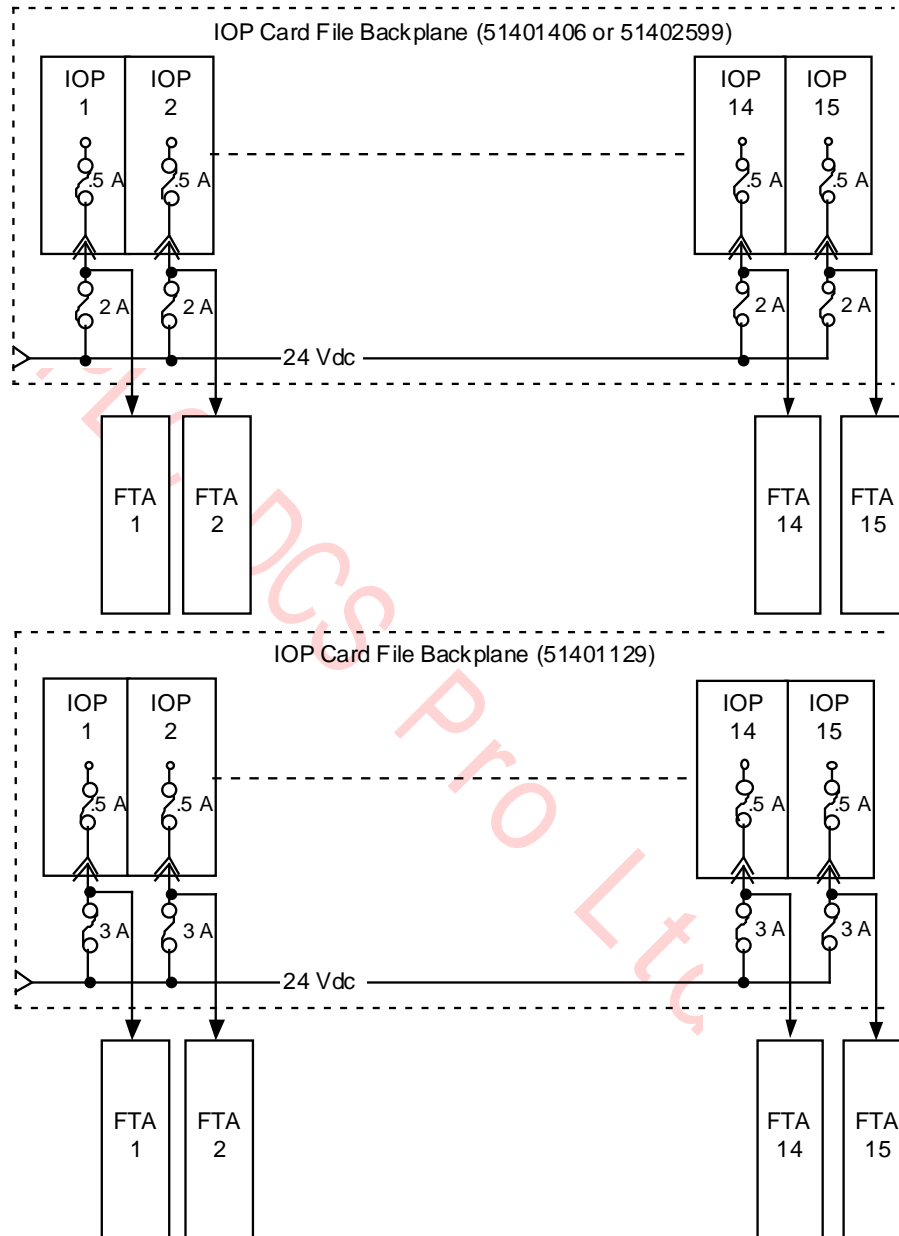 IOP Card File Backplane (51401406 or 51402599)
IOP IOP IOP IOP
1 2 14 15
.5 A .5 A .5 A .5 A
2 A 2 A 2 A 2 A
24 Vdc
FTA FTA FTA FTA
1 2 14 15
IOP Card File Backplane (51401129)
IOP IOP IOP IOP
1 2 14 15
.5 A .5 A .5 A .5 A
3 A 3 A 3 A 3 A
24 Vdc
FTA FTA FTA FTA
1 2 14 15
DCS Pro